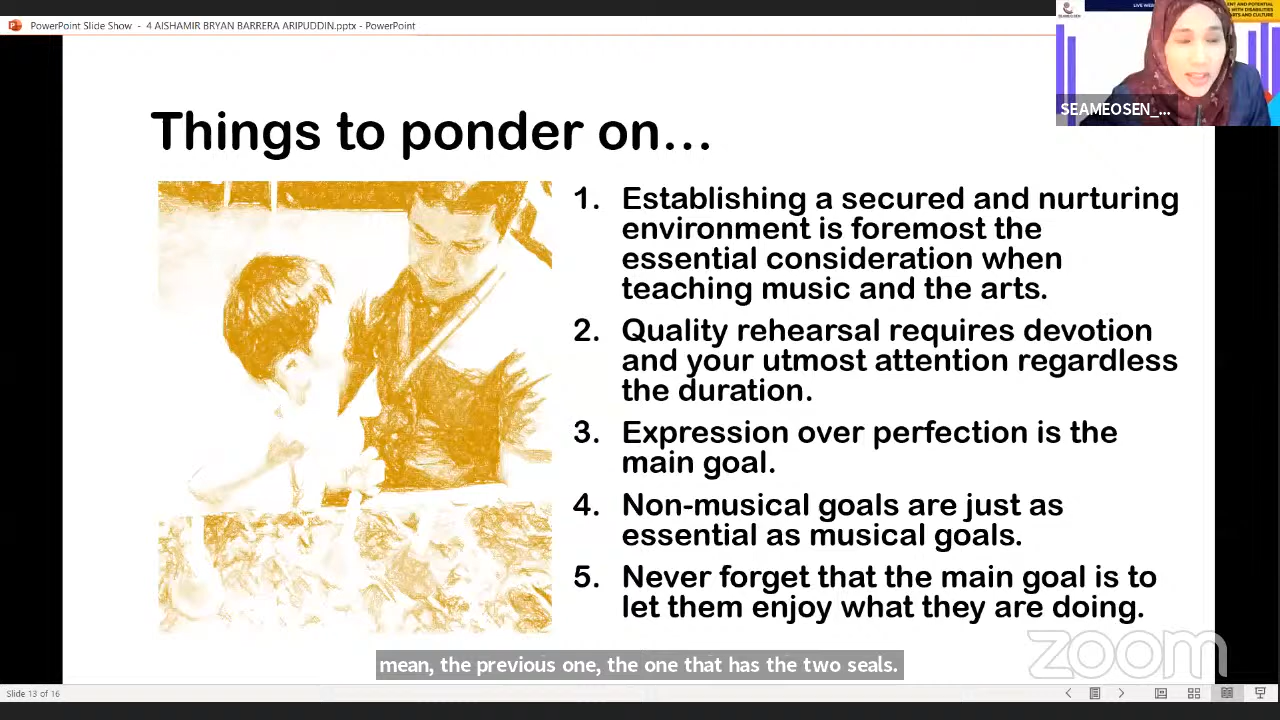 PowerPoint Slide Show - 4 AISHAMIR BRYAN BARRERA ARIPUDDIN.pptx - PowerPoint
SEAMEOSEN_...
Things to ponder on...
1. Establishing a secured and nurturing
environment is foremost the
essential consideration when
teaching music and the arts.
2. Quality rehearsal requires devotion
and your utmost attention regardless
the duration.
3. Expression over perfection is the
main goal.
4. Non-musical goals are just as
essential as musical goals.
5. Never forget that the main goal is to
let them enjoy what they are doing.
zoom
mean, the previous one, the one that has the two seals.
Slide 13 of 16